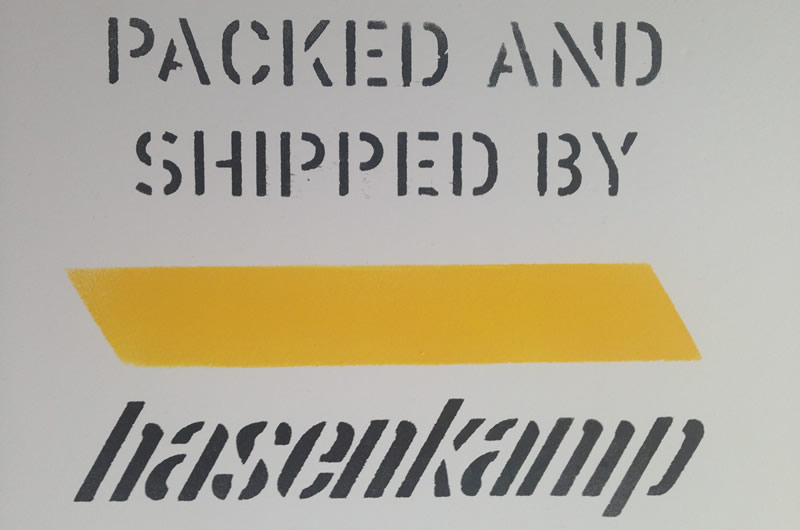 PACKED AND
SHIPPED BY
hasenkamp